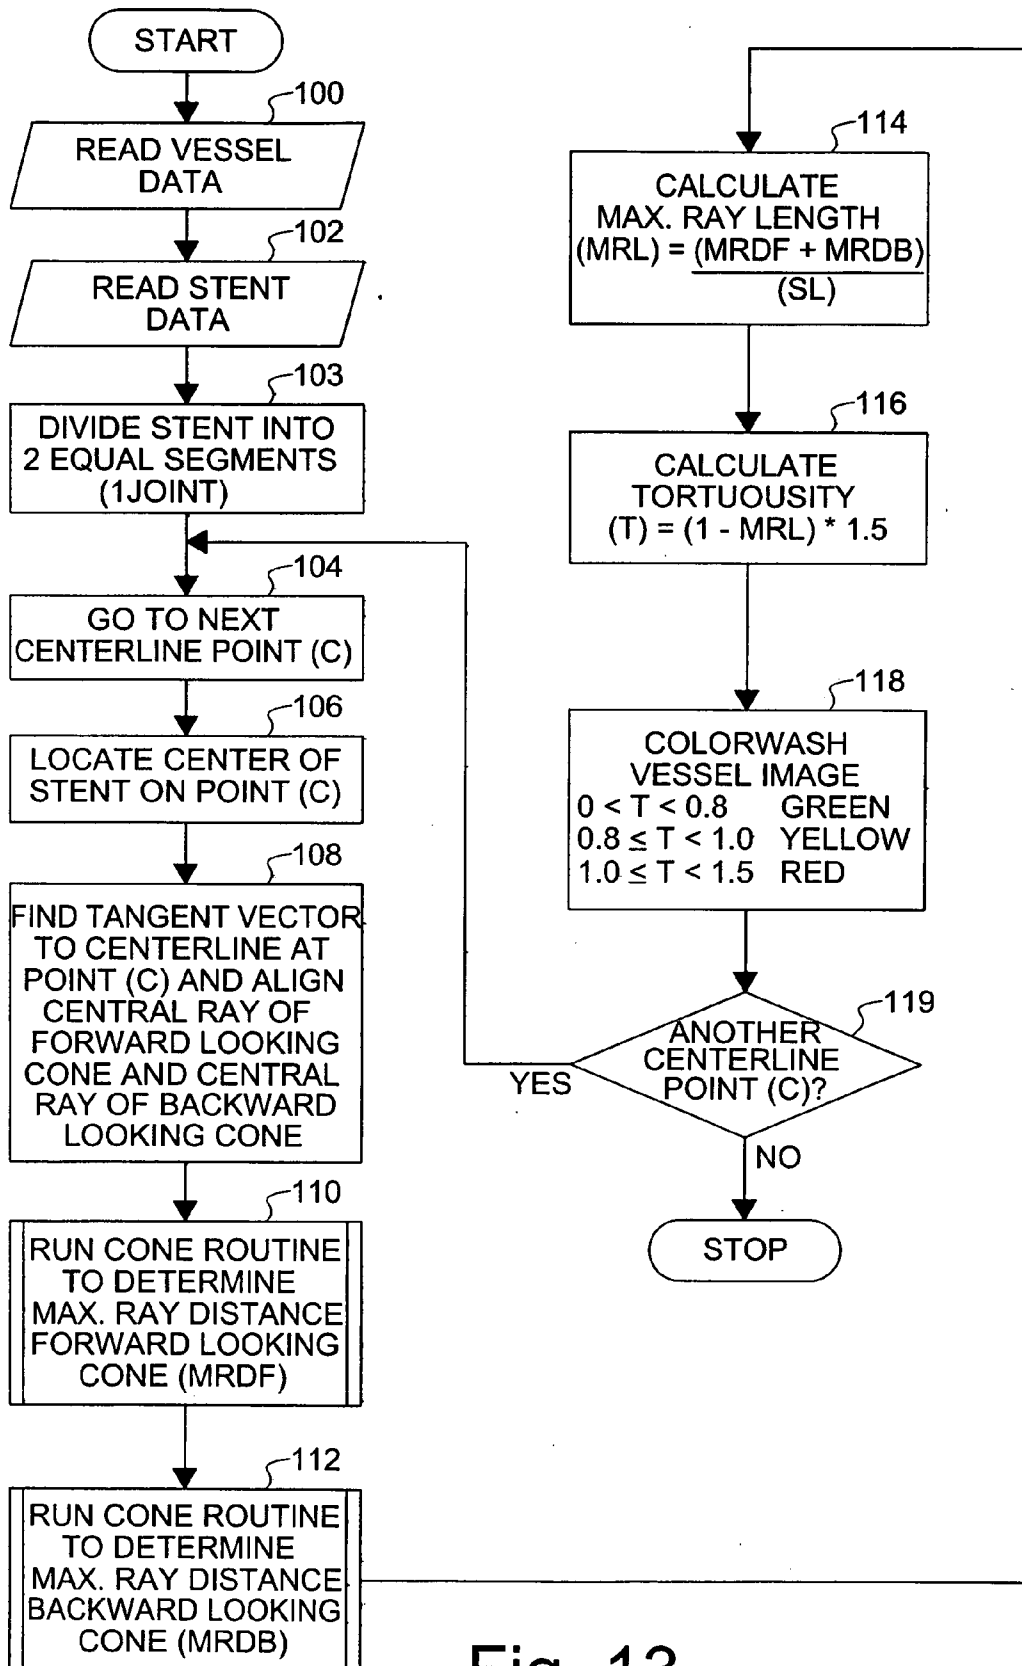 START
100
READ VESSEL
DATA
102
READ STENT
DATA
103
DIVIDE STENT INTO
2 EQUAL SEGMENTS
(1JOINT)
104
GO TO NEXT
CENTERLINE POINT (C)
106
LOCATE CENTER OF
STENT ON POINT (C)
108
FIND TANGENT VECTOR
TO CENTERLINE AT
POINT (C) AND ALIGN
CENTRAL RAY OF
FORWARD LOOKING
CONE AND CENTRAL
RAY OF BACKWARD
LOOKING CONE
110
RUN CONE ROUTINE
TO DETERMINE
MAX. RAY DISTANCE
FORWARD LOOKING
CONE (MRDF)
112
RUN CONE ROUTINE
TO DETERMINE
MAX. RAY DISTANCE
BACKWARD LOOKING
CONE (MRDB)
114
CALCULATE
MAX. RAY LENGTH
(MRL) = (MRDF + MRDB)
(SL)
116
CALCULATE
TORTUOUSITY
(T) = (1 - MRL) * 1.5
118
COLORWASH
VESSEL IMAGE
0 < T < 0.8 GREEN
0.8 ≤ T < 1.0 YELLOW
1.0 ≤ T < 1.5 RED
119
ANOTHER
CENTERLINE
POINT (C)?
YES
NO
STOP
Fig. 13